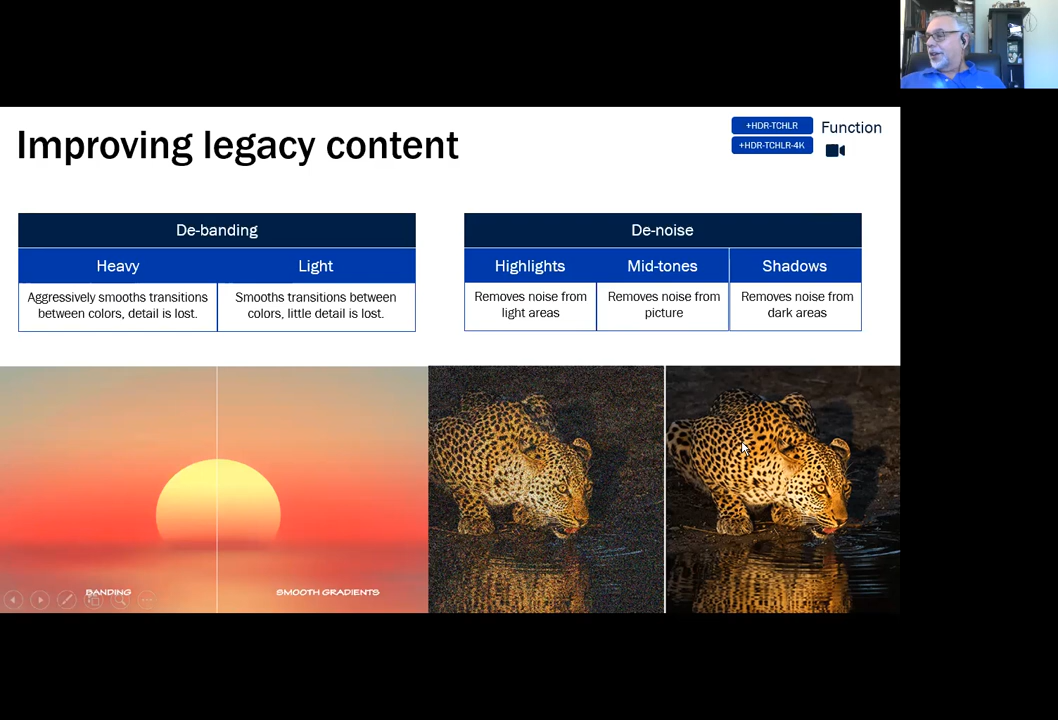 Improving legacy content
+HDR-TCHLR
+HDR-TCHLR-4K
Function
De-banding
Heavy
Light
Aggressively smooths transitions
between colors, detail is lost.
Smooths transitions between
colors, little detail is lost.
De-noise
Highlights
Mid-tones
Shadows
Removes noise from
light areas
Removes noise from
picture
Removes noise from
dark areas
BANDING
SMOOTH GRADIENTS